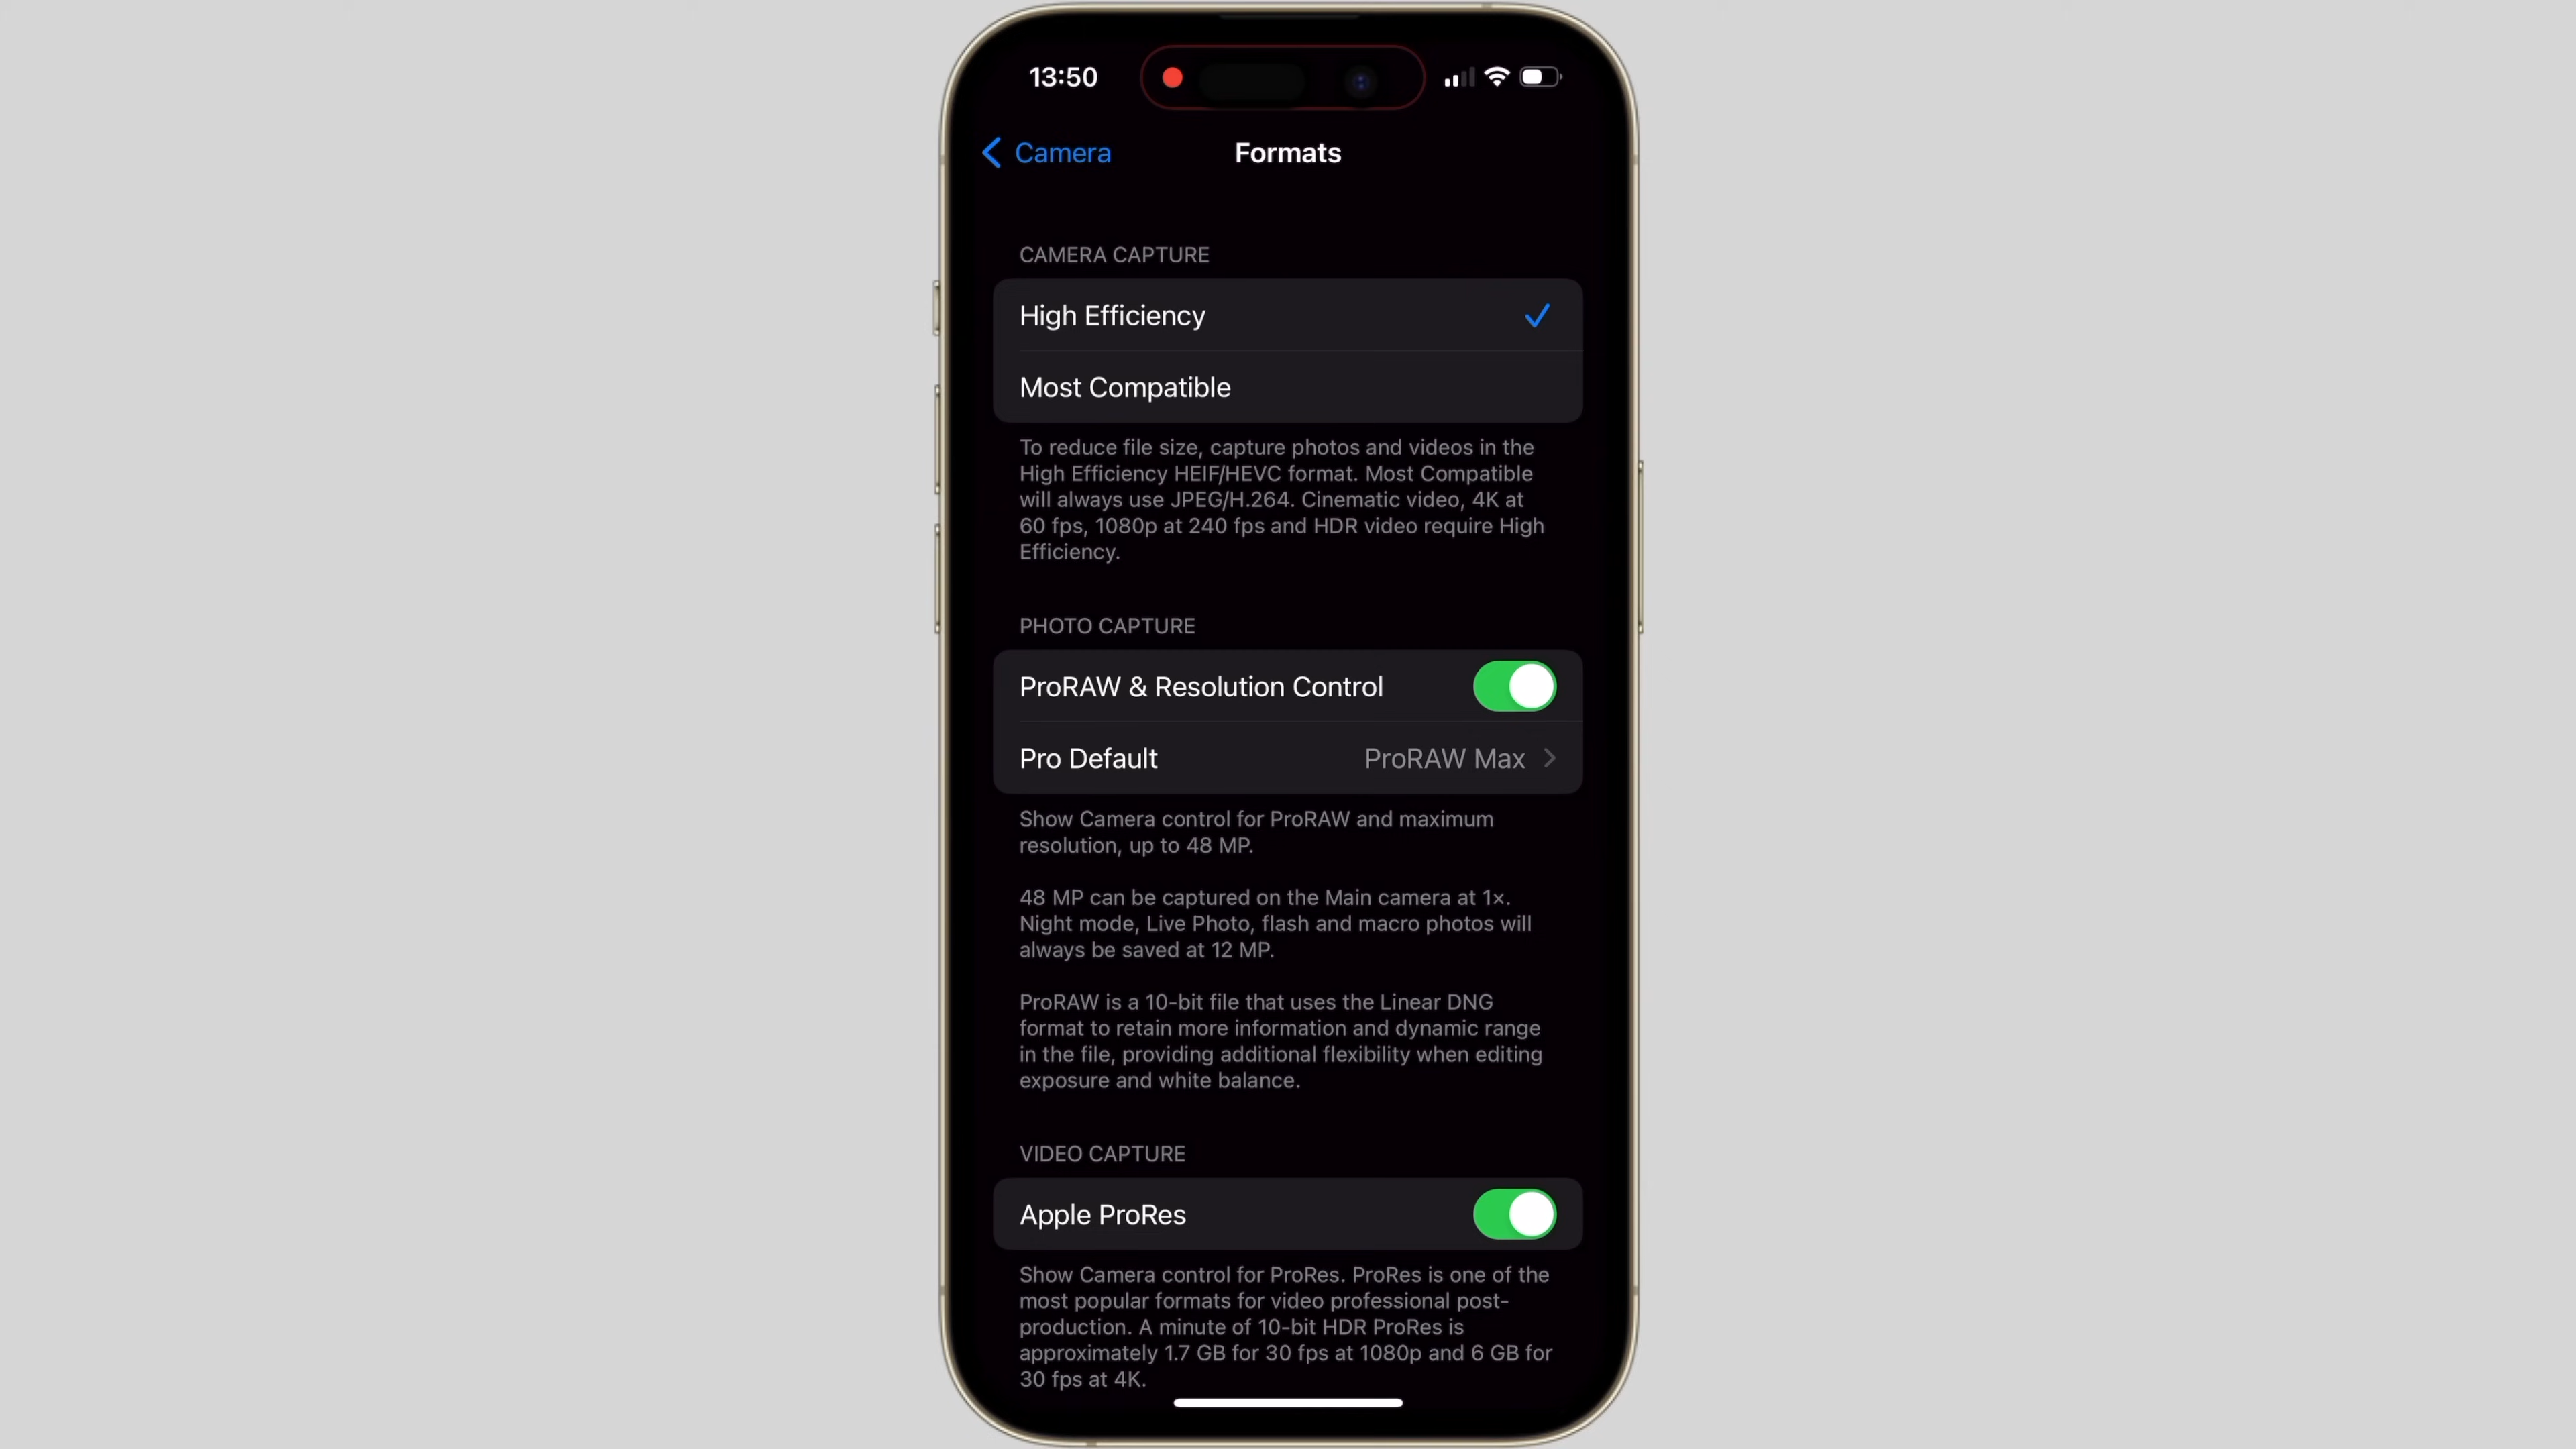 13:50
Camera
Formats
CAMERA CAPTURE
High Efficiency
Most Compatible
To reduce file size, capture photos and videos in the
High Efficiency HEIF/HEVC format. Most Compatible
will always use JPEG/H.264. Cinematic video, 4K at
60 fps, 1080p at 240 fps and HDR video require High
Efficiency.
PHOTO CAPTURE
ProRAW & Resolution Control
Pro Default ProRAW Max
Show Camera control for ProRAW and maximum
resolution, up to 48 MP.
48 MP can be captured on the Main camera at 1×.
Night mode, Live Photo, flash and macro photos will
always be saved at 12 MP.
ProRAW is a 10-bit file that uses the Linear DNG
format to retain more information and dynamic range
in the file, providing additional flexibility when editing
exposure and white balance.
VIDEO CAPTURE
Apple ProRes
Show Camera control for ProRes. ProRes is one of the
most popular formats for video professional post-
production. A minute of 10-bit HDR ProRes is
approximately 1.7 GB for 30 fps at 1080p and 6 GB for
30 fps at 4K.